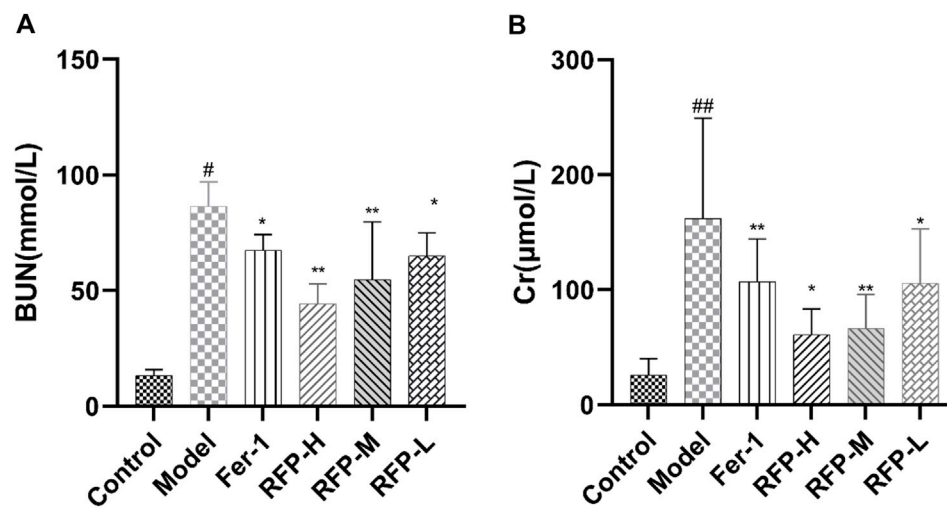 A
BUN(mmol/L)
150
100
50
0
#
*
**
**
*
Control
Model
Fer-1
RFP-H
RFP-M
RFP-L
B
Cr(μmol/L)
300
200
100
0
##
**
*
**
*
Control
Model
Fer-1
RFP-H
RFP-M
RFP-L